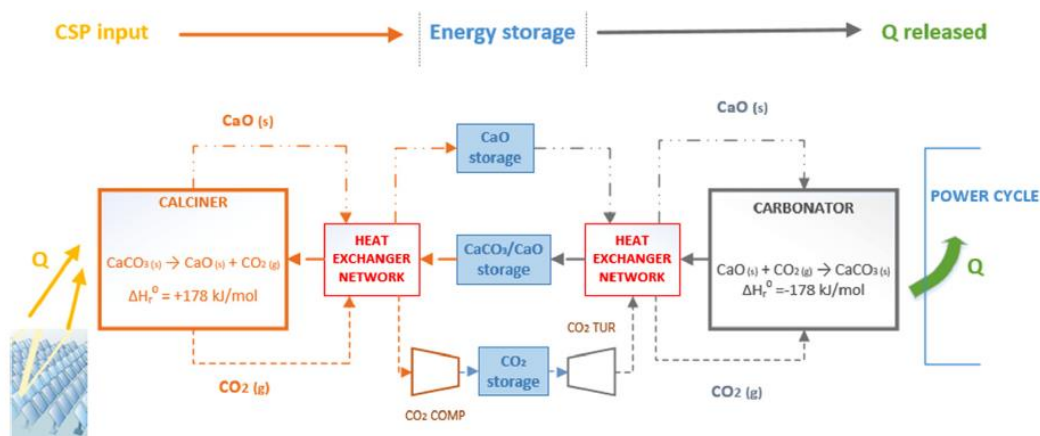 CSP input
Energy storage
Q released
CaO (s)
CaO (s)
CaO
storage
CALCINER
CaCO₃ (s) → CaO (s) + CO₂ (g)
ΔHᵣ⁰ = +178 kJ/mol
HEAT
EXCHANGER
NETWORK
CaCO₃/CaO
storage
HEAT
EXCHANGER
NETWORK
CARBONATOR
CaO (s) + CO₂ (g) → CaCO₃ (s)
ΔHᵣ⁰ =-178 kJ/mol
POWER CYCLE
Q
Q
CO₂ TUR
CO₂
storage
CO₂ (g)
CO₂ COMP
CO₂ (g)